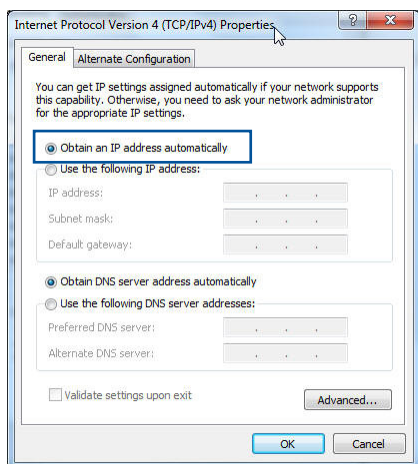 Internet Protocol Version 4 (TCP/IPv4) Properties
General
Alternate Configuration
You can get IP settings assigned automatically if your network supports
this capability. Otherwise, you need to ask your network administrator
for the appropriate IP settings.
Obtain an IP address automatically
Use the following IP address:
IP address:
Subnet mask:
Default gateway:
Obtain DNS server address automatically
Use the following DNS server addresses:
Preferred DNS server:
Alternate DNS server:
Validate settings upon exit
Advanced...
OK
Cancel